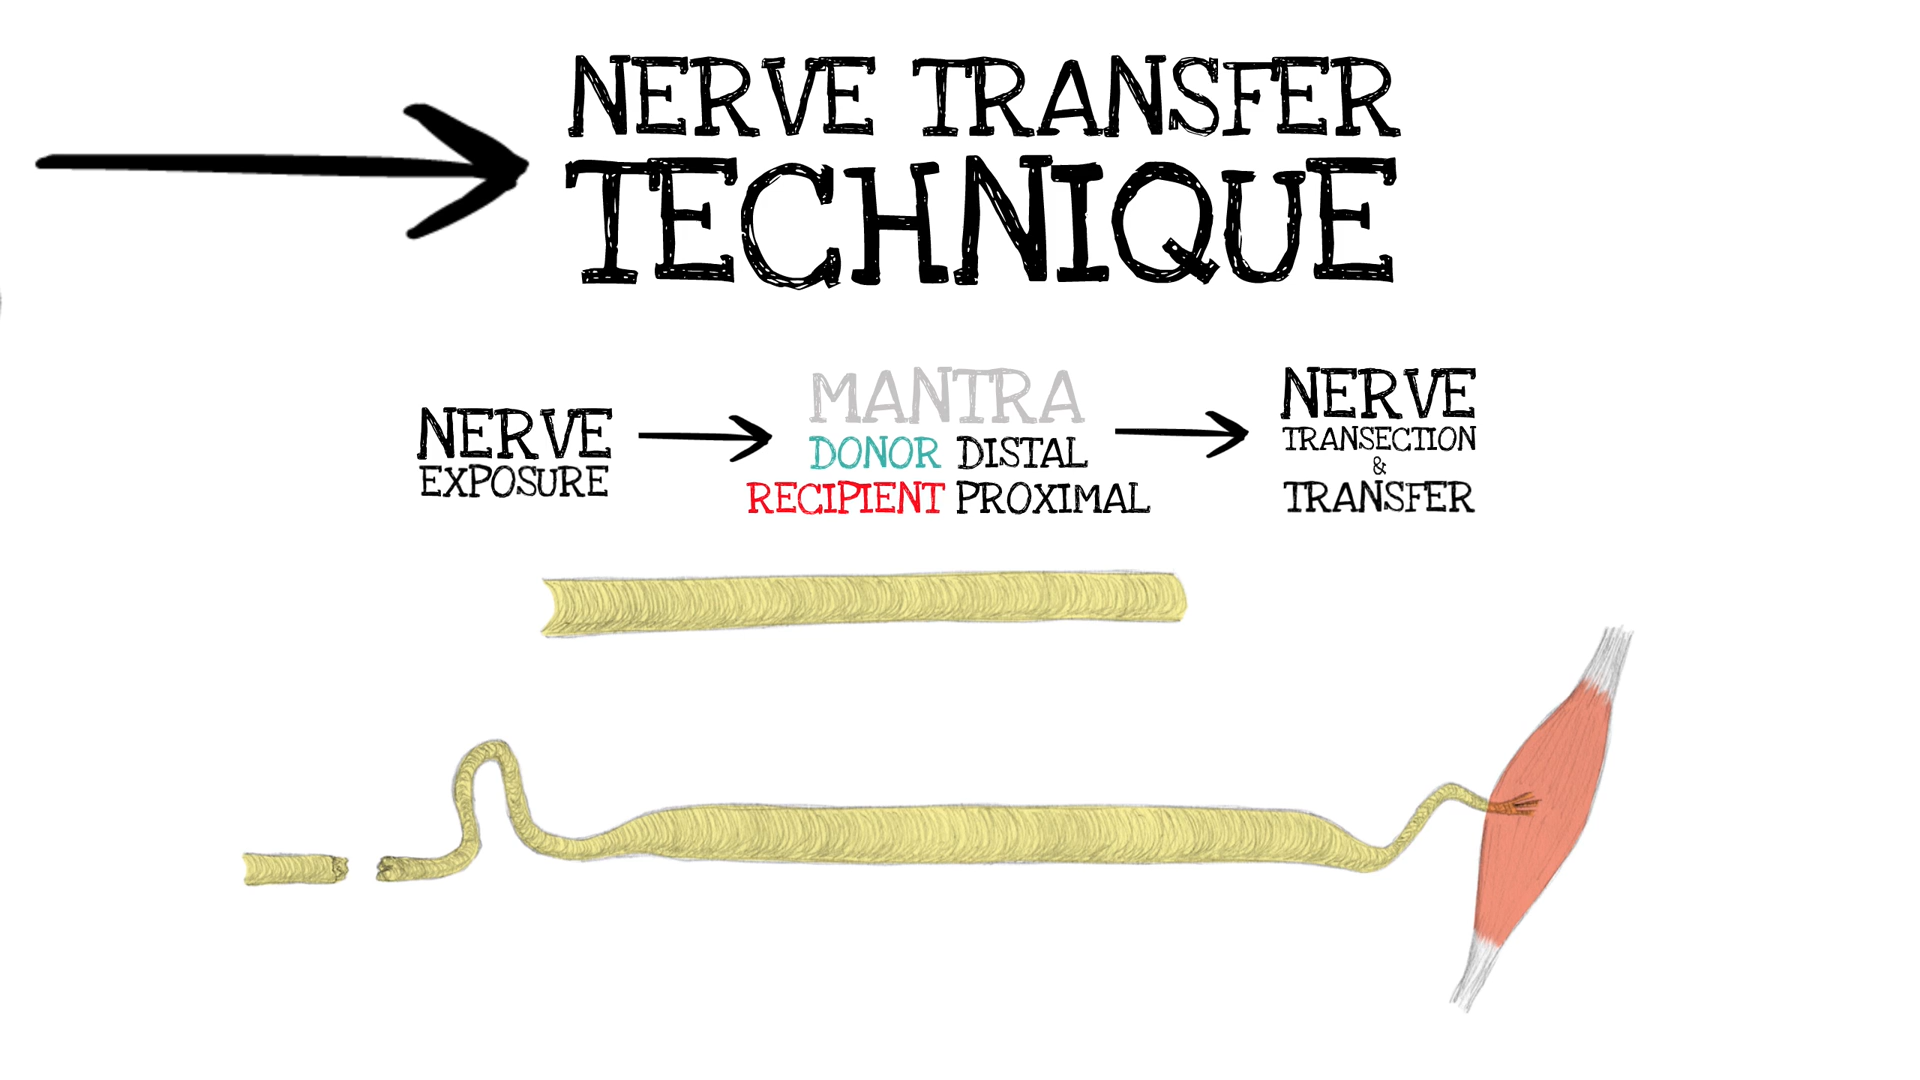 NERVE TRANSFER
TECHNIQUE
NERVE
EXPOSURE
MANTRA
DONOR DISTAL
RECIPIENT PROXIMAL
NERVE
TRANSECTION
&
TRANSFER